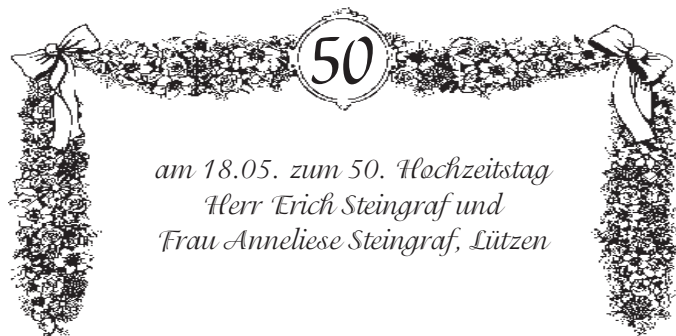 50
am 18.05. zum 50. Hochzeitstag
Herr Erich Steingraf und
Frau Anneliese Steingraf, Lützen